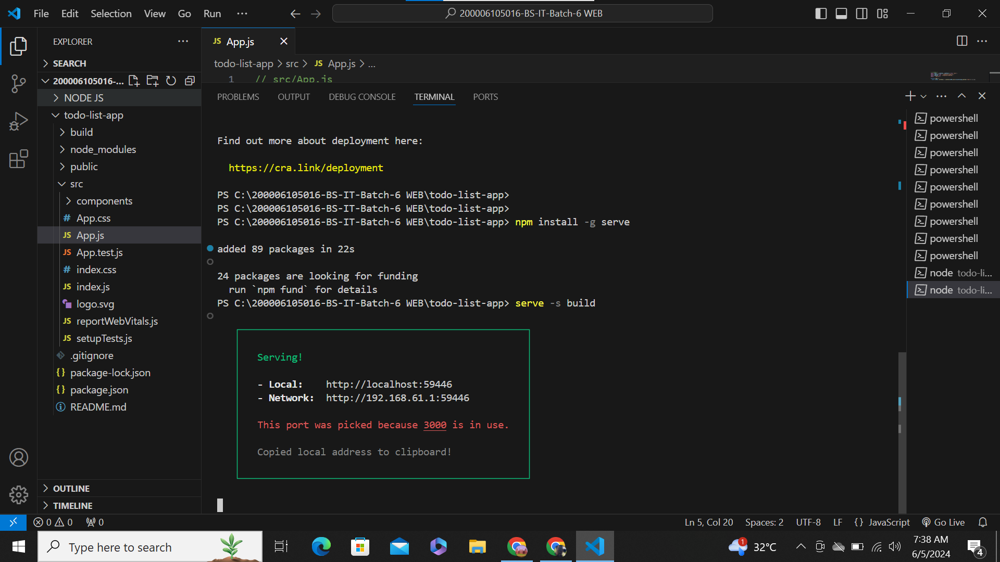 File Edit Selection View Go Run ···
200006105016-BS-IT-Batch-6 WEB
EXPLORER
SEARCH
200006105016-...
NODE JS
todo-list-app
build
node_modules
public
src
components
App.css
App.js
App.test.js
index.css
index.js
logo.svg
reportWebVitals.js
setupTests.js
.gitignore
package-lock.json
package.json
README.md
OUTLINE
TIMELINE
JS App.js
todo-list-app > src > JS App.js > ...
1 // src/App.js
PROBLEMS OUTPUT DEBUG CONSOLE TERMINAL PORTS
Find out more about deployment here:
https://cra.link/deployment
PS C:\200006105016-BS-IT-Batch-6 WEB\todo-list-app>
PS C:\200006105016-BS-IT-Batch-6 WEB\todo-list-app>
PS C:\200006105016-BS-IT-Batch-6 WEB\todo-list-app> npm install -g serve
added 89 packages in 22s
24 packages are looking for funding
run `npm fund` for details
PS C:\200006105016-BS-IT-Batch-6 WEB\todo-list-app> serve -s build
Serving!
- Local: http://localhost:59446
- Network: http://192.168.61.1:59446
This port was picked because 3000 is in use.
Copied local address to clipboard!
powershell
powershell
powershell
powershell
powershell
powershell
powershell
powershell
powershell
node todo-li...
node todo-li...
0 0 0
Ln 5, Col 20 Spaces: 2 UTF-8 LF {} JavaScript Go Live
Type here to search
1
32°C
7:38 AM
6/5/2024
4